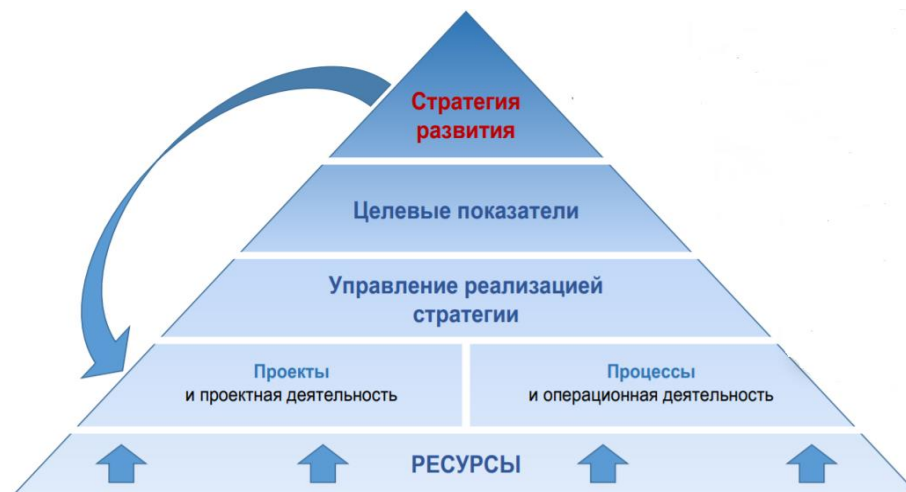 Стратегия
развития
Целевые показатели
Управление реализацией
стратегии
Проекты
и проектная деятельность
Процессы
и операционная деятельность
РЕСУРСЫ